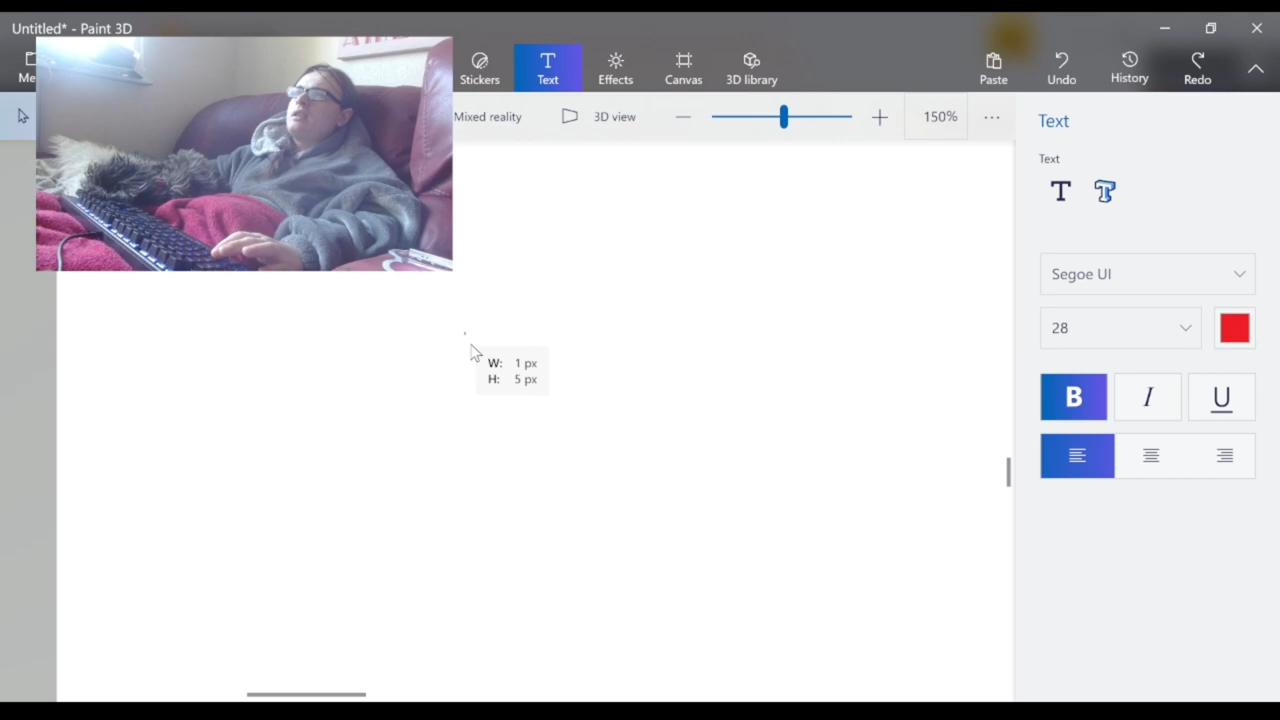 Untitled* - Paint 3D
Me
Stickers
Text
Effects
Canvas
3D library
Paste
Undo
History
Redo
Mixed reality
3D view
150%
Text
Text
T
T
Segoe UI
28
B
I
U
W: 1 px
H: 5 px